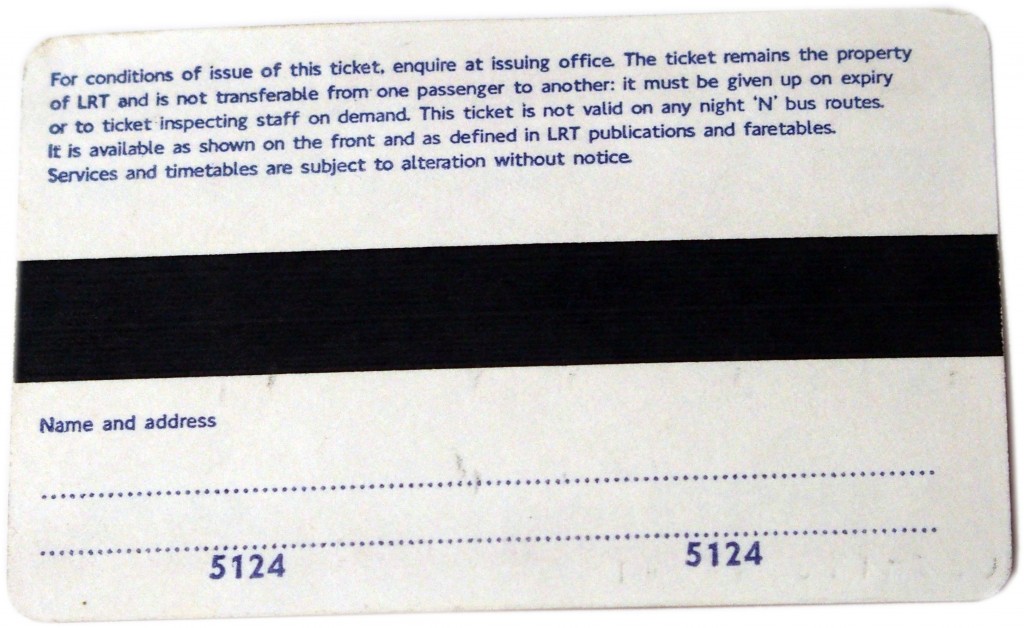 For conditions of issue of this ticket, enquire at issuing office. The ticket remains the property
of LRT and is not transferable from one passenger to another: it must be given up on expiry
or to ticket inspecting staff on demand. This ticket is not valid on any night 'N' bus routes.
It is available as shown on the front and as defined in LRT publications and faretables.
Services and timetables are subject to alteration without notice.
Name and address
5124 5124